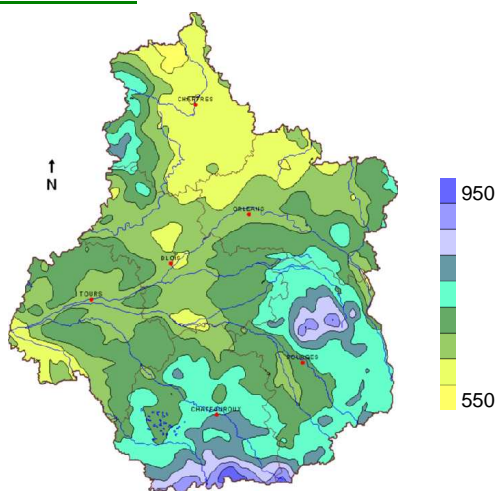 CHARTRES
N
ORLEANS
950
BLOIS
TOURS
BOURGES
550
CHATEAUROUX